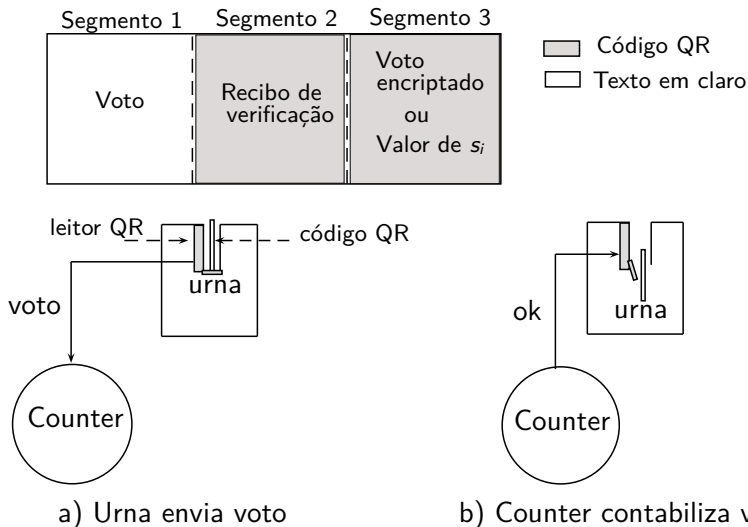 Segmento 1 Segmento 2 Segmento 3
Voto
Recibo de
verificação
Voto
encriptado
ou
Valor de sᵢ
Código QR
Texto em claro
leitor QR
código QR
urna
voto
Counter
a) Urna envia voto
urna
ok
Counter
b) Counter contabiliza v